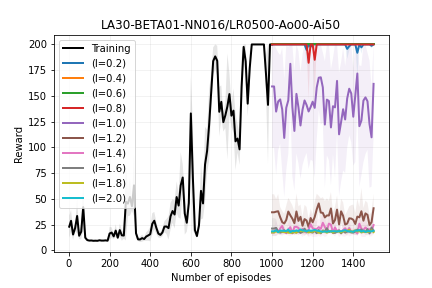 LA30-BETA01-NN016/LR0500-Ao00-Ai50
Reward
200
175
150
125
100
75
50
25
0
Training
(l=0.2)
(l=0.4)
(l=0.6)
(l=0.8)
(l=1.0)
(l=1.2)
(l=1.4)
(l=1.6)
(l=1.8)
(l=2.0)
0 200 400 600 800 1000 1200 1400
Number of episodes